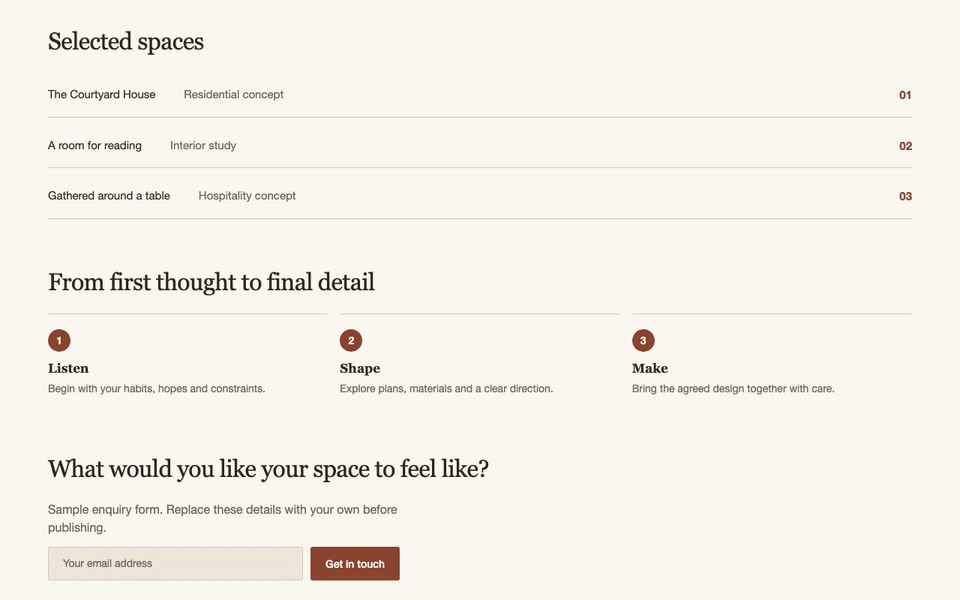 Selected spaces
The Courtyard House Residential concept 01
A room for reading Interior study 02
Gathered around a table Hospitality concept 03
From first thought to final detail
1 2 3
Listen Shape Make
Begin with your habits, hopes and constraints. Explore plans, materials and a clear direction. Bring the agreed design together with care.
What would you like your space to feel like?
Sample enquiry form. Replace these details with your own before
publishing.
Your email address Get in touch